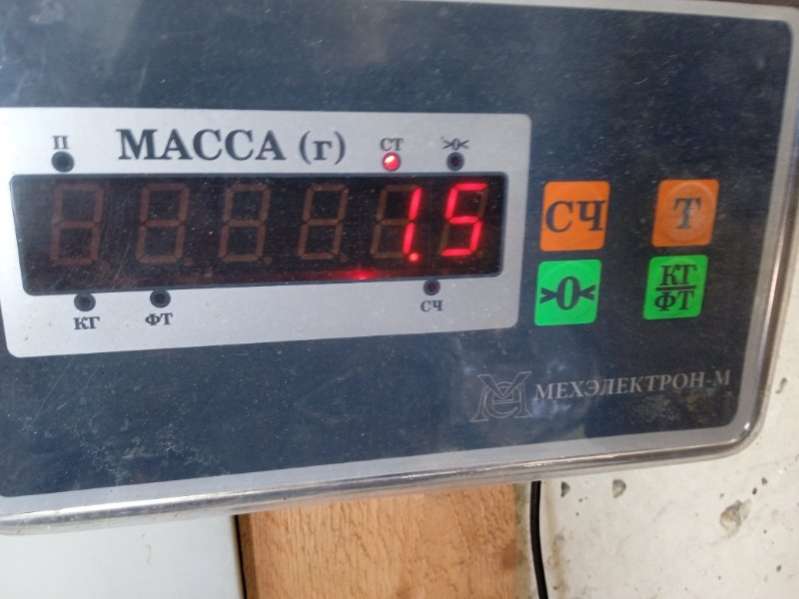 П МАССА (г) СТ >0<
1.5
КГ ФТ СЧ
СЧ Т
>0< КГ
ФТ
МЕХЭЛЕКТРОН-М